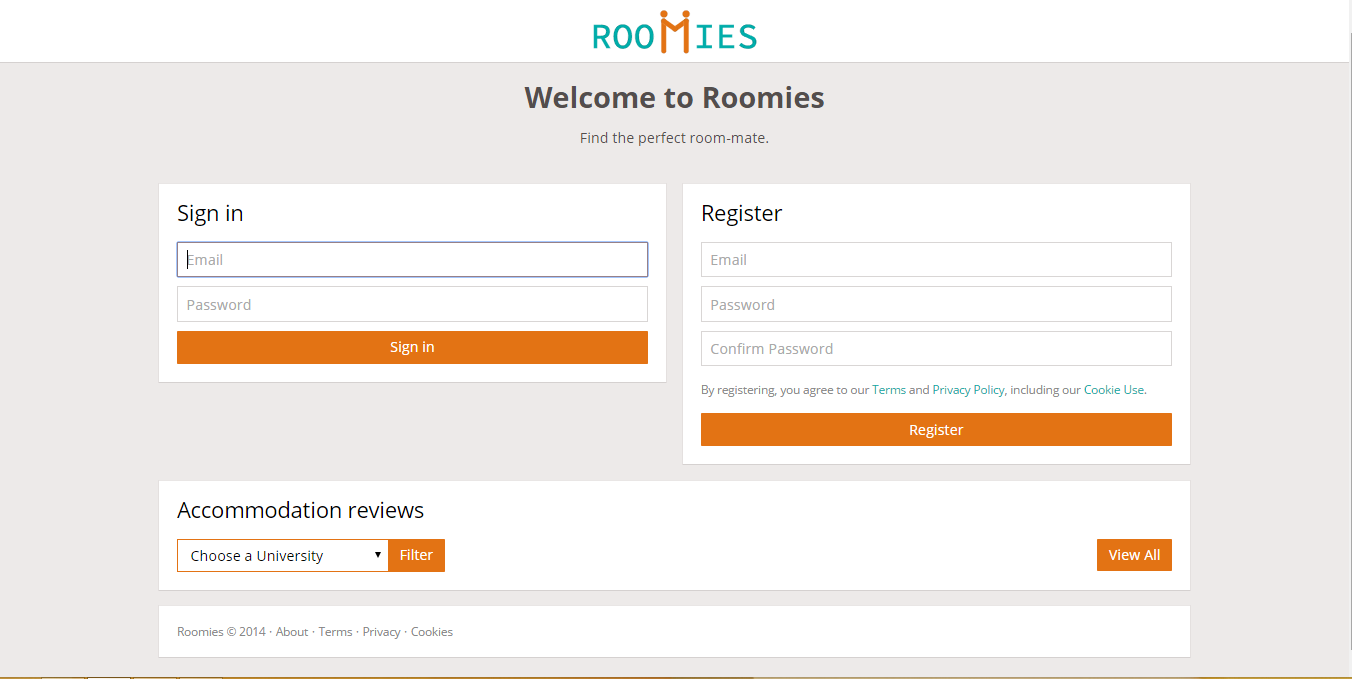 ROOMIES
Welcome to Roomies
Find the perfect room-mate.
Sign in
Email
Password
Sign in
Register
Email
Password
Confirm Password
By registering, you agree to our Terms and Privacy Policy, including our Cookie Use.
Register
Accommodation reviews
Choose a University
Filter
View All
Roomies © 2014 · About · Terms · Privacy · Cookies